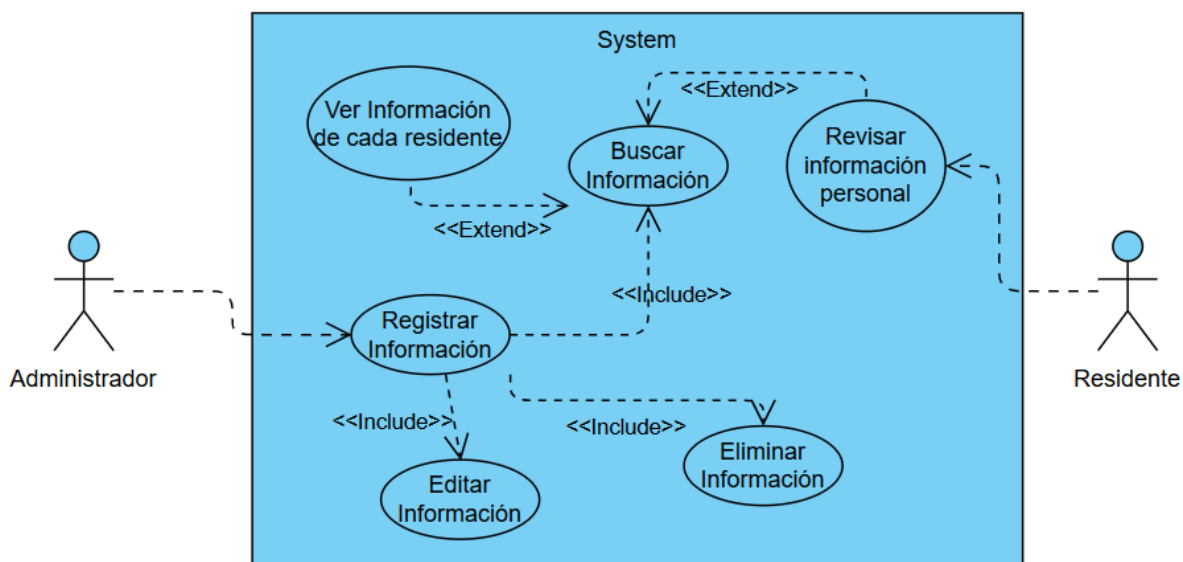 System
<<Extend>>
Ver Información
de cada residente
Buscar
Información
Revisar
información
personal
<<Extend>>
<<Include>>
Registrar
Información
Administrador
Residente
<<Include>>
<<Include>>
Editar
Información
Eliminar
Información